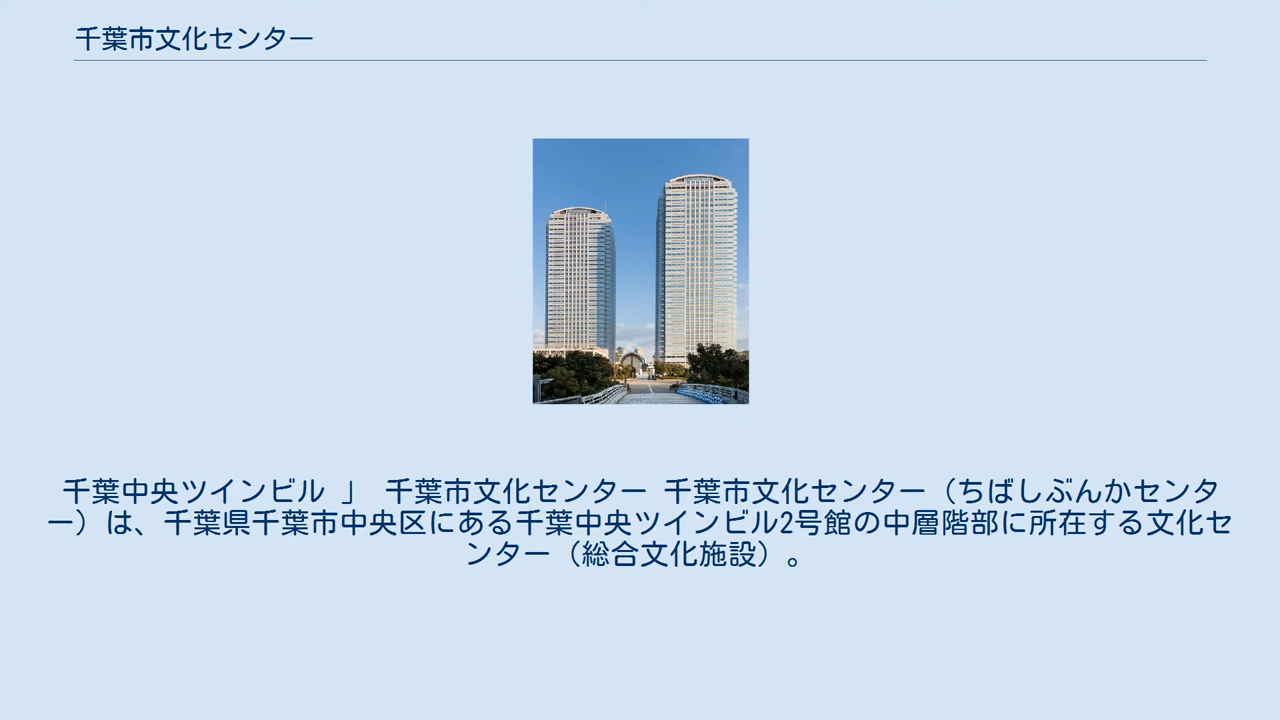 千葉市文化センター
千葉中央ツインビル 」 千葉市文化センター 千葉市文化センター（ちばしぶんかセンタ
ー）は、千葉県千葉市中央区にある千葉中央ツインビル2号館の中層階部に所在する文化セ
ンター（総合文化施設）。